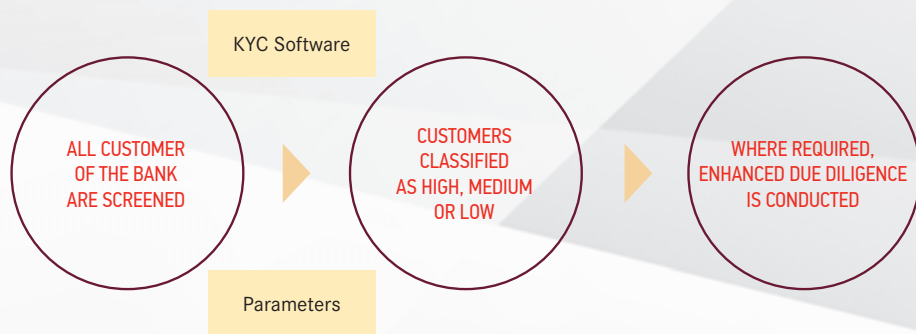 KYC Software
ALL CUSTOMER
OF THE BANK
ARE SCREENED
CUSTOMERS
CLASSIFIED
AS HIGH, MEDIUM
OR LOW
WHERE REQUIRED,
ENHANCED DUE DILIGENCE
IS CONDUCTED
Parameters